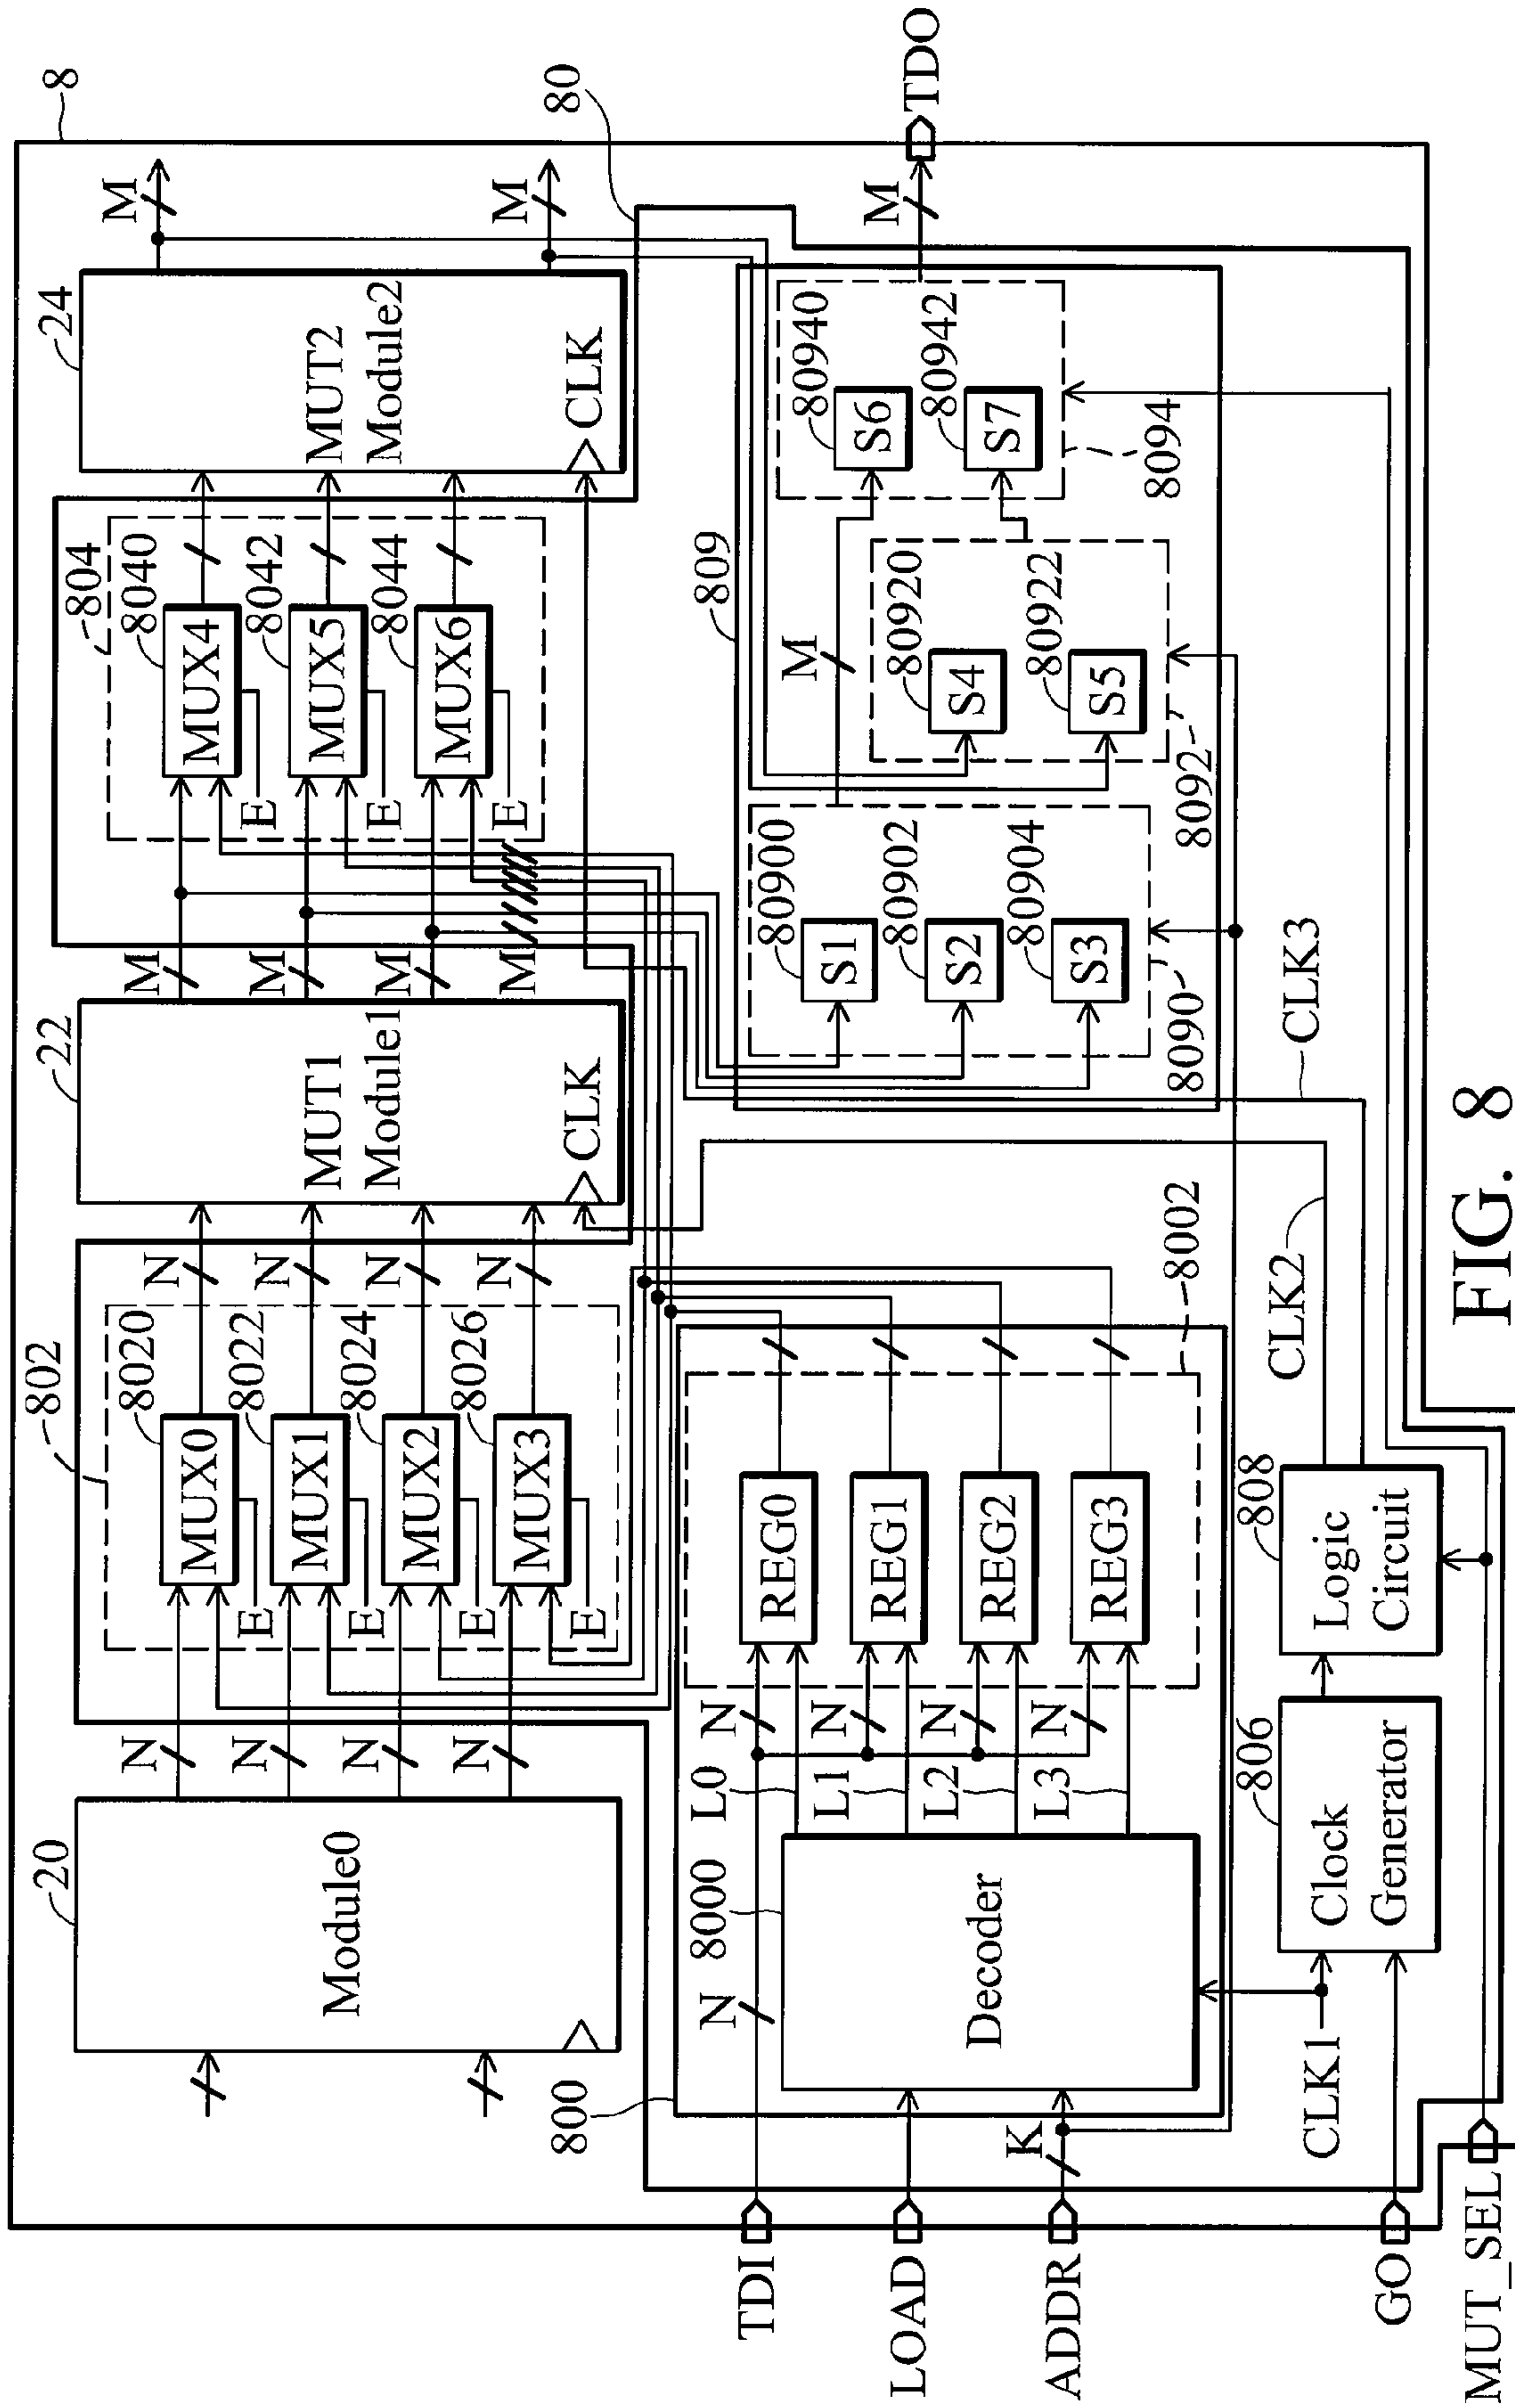 8
80
20
Module0
N
N
N
N
802
8020
MUX0
E
8022
MUX1
E
8024
MUX2
E
8026
MUX3
E
N
N
N
N
22
MUT1
Module1
CLK
M
M
M
M
804
8040
MUX4
E
8042
MUX5
E
8044
MUX6
E
24
MUT2
Module2
CLK
M
M
TDI
LOAD
ADDR
K
GO
MUT_SEL
800
N
8000
Decoder
L0
L1
L2
L3
N
N
N
N
REG0
REG1
REG2
REG3
8002
CLK1
806
Clock
Generator
808
Logic
Circuit
CLK2
CLK3
809
80900
S1
80902
S2
80904
S3
8090
M
80920
S4
80922
S5
8092
80940
S6
80942
S7
8094
M
TDO
FIG. 8